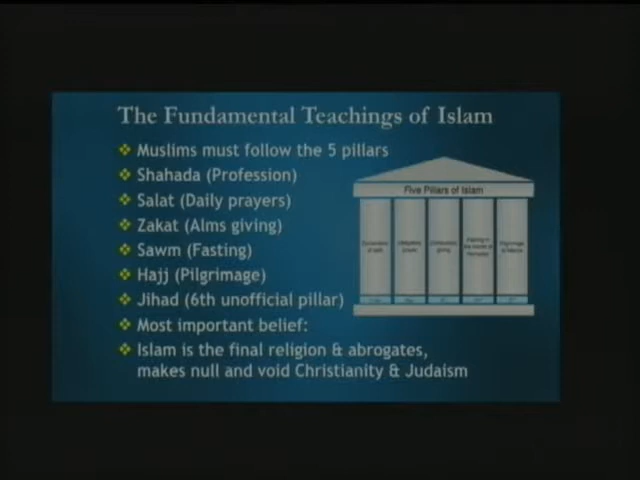 The Fundamental Teachings of Islam
Muslims must follow the 5 pillars
Shahada (Profession)
Salat (Daily prayers)
Zakat (Alms giving)
Sawm (Fasting)
Hajj (Pilgrimage)
Jihad (6th unofficial pillar)
Most important belief:
Islam is the final religion & abrogates,
makes null and void Christianity & Judaism
Five Pillars of Islam